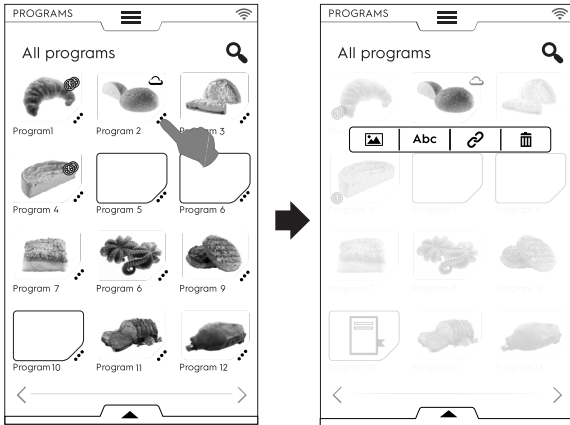 PROGRAMS
All programs
Program1
Program 2
m 3
Program 4
Program 5
Program 6
Program 7
Program 6
Program 9
Program 10
Program 11
Program 12
PROGRAMS
All programs
Abc